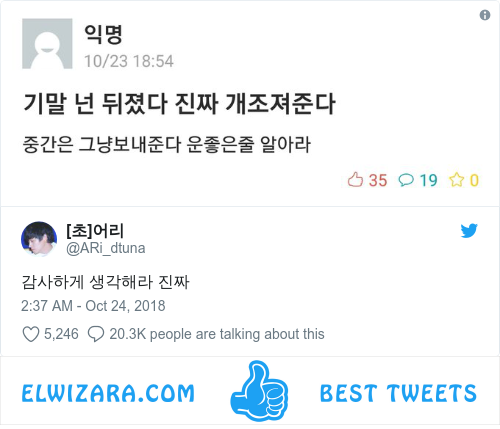 익명
10/23 18:54
기말 넌 뒤졌다 진짜 개조져준다
중간은 그냥보내준다 운좋은줄 알아라
35 19 0
[초]어리
@ARi_dtuna
감사하게 생각해라 진짜
2:37 AM - Oct 24, 2018
5,246 20.3K people are talking about this
ELWIZARA.COM BEST TWEETS